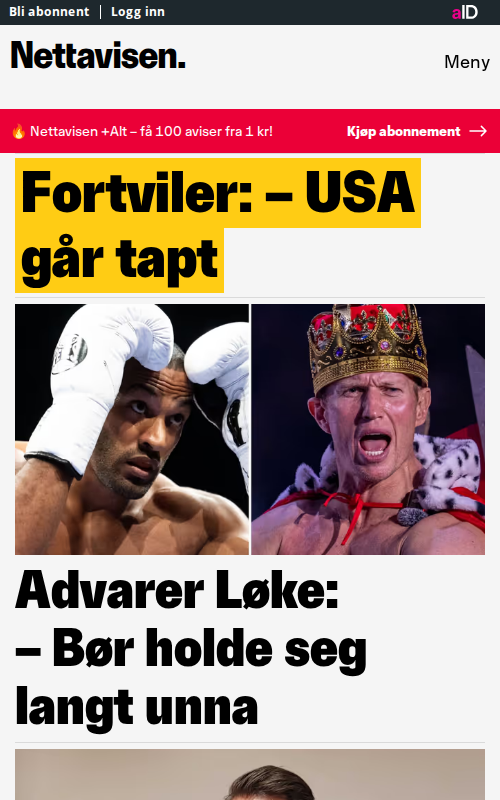 Bli abonnent | Logg inn
aID
Nettavisen.
Meny
🔥 Nettavisen +Alt – få 100 aviser fra 1 kr!
Kjøp abonnement →
Fortviler: – USA
går tapt
Advarer Løke:
– Bør holde seg
langt unna